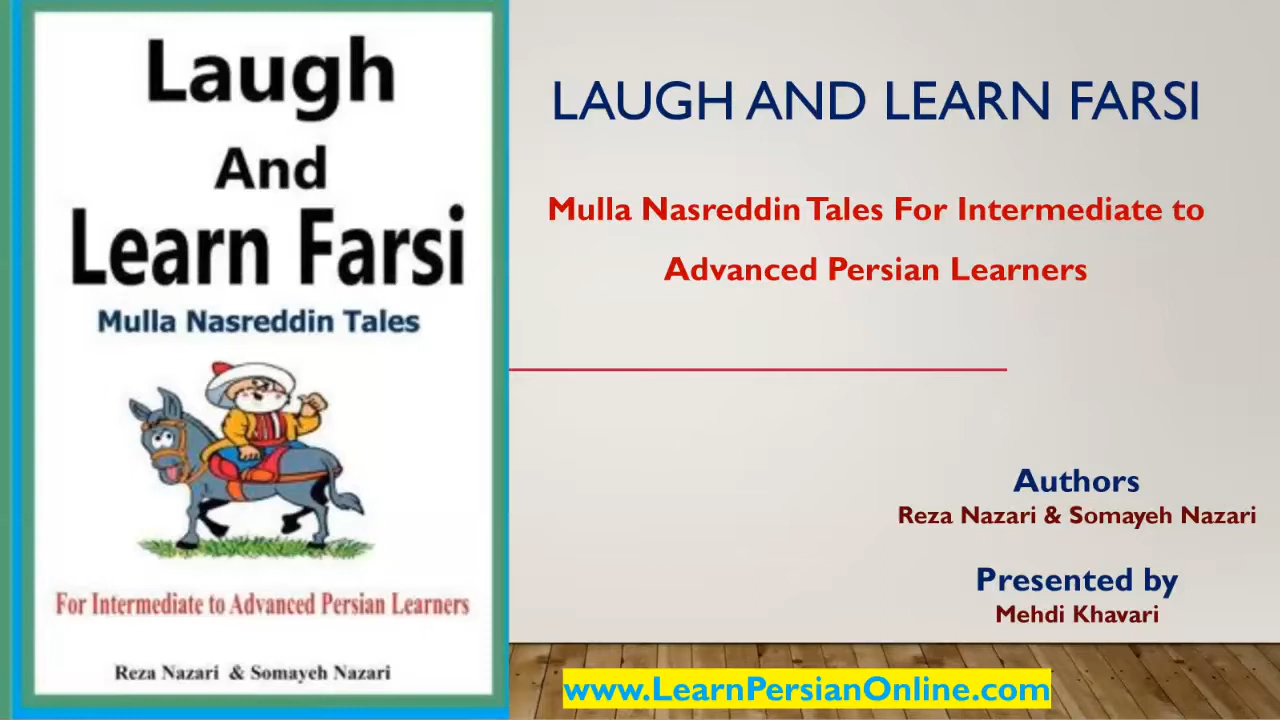 Laugh
And
Learn Farsi
Mulla Nasreddin Tales
For Intermediate to Advanced Persian Learners
Reza Nazari & Somayeh Nazari
LAUGH AND LEARN FARSI
Mulla Nasreddin Tales For Intermediate to
Advanced Persian Learners
Authors
Reza Nazari & Somayeh Nazari
Presented by
Mehdi Khavari
www.LearnPersianOnline.com